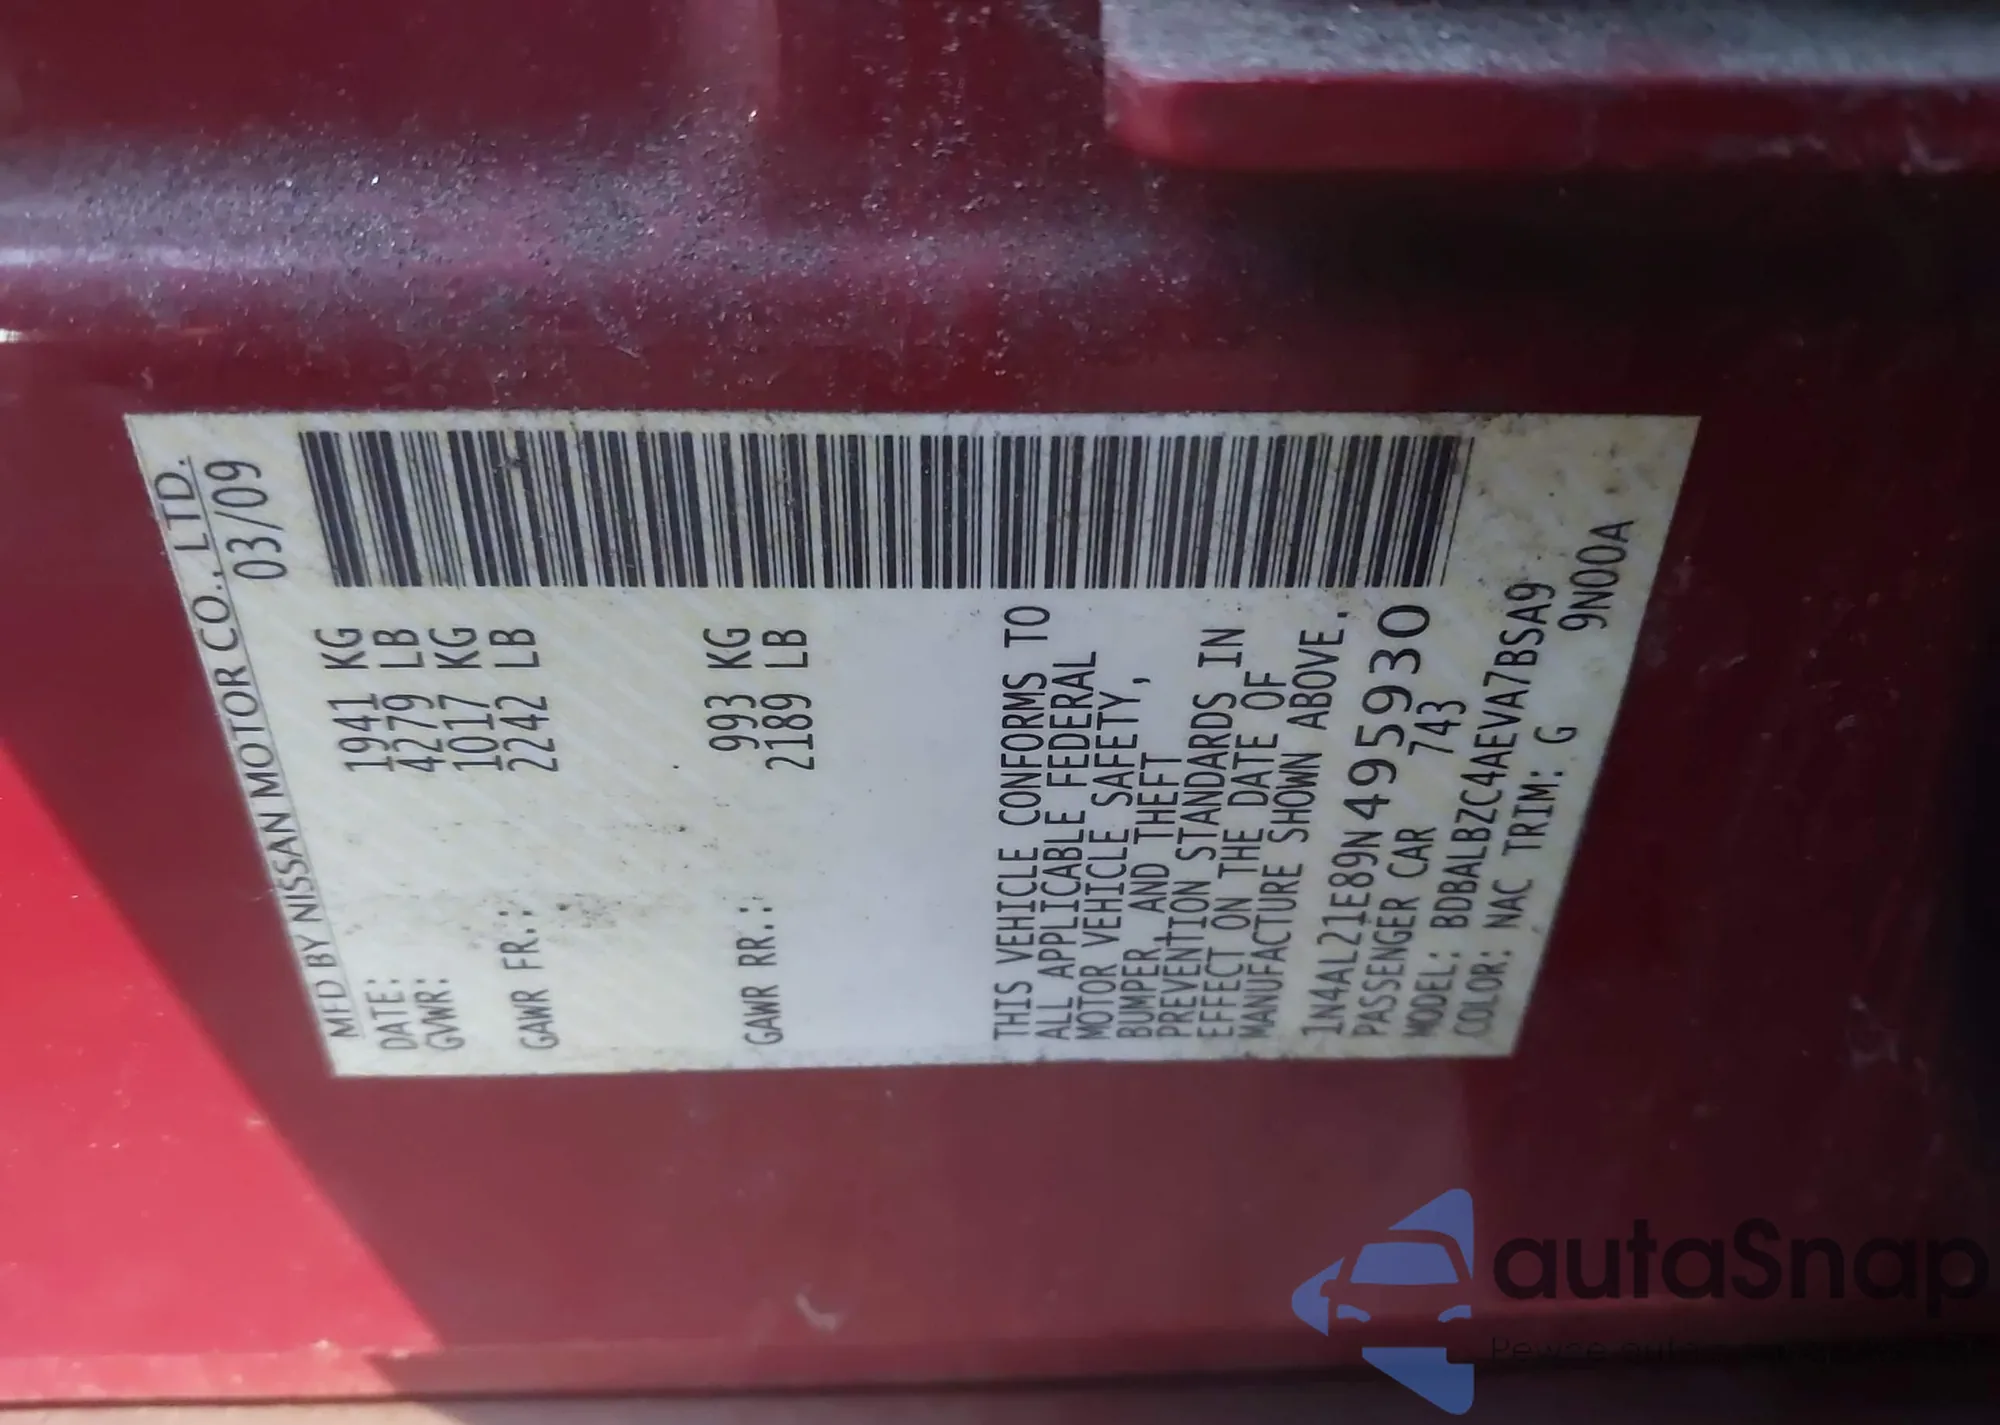 MFD BY NISSAN MOTOR CO., LTD.
DATE: 03/09
GVWR: 1941 KG
4279 LB
GAWR FR.: 1017 KG
2242 LB
GAWR RR.: 993 KG
2189 LB
THIS VEHICLE CONFORMS TO
ALL APPLICABLE FEDERAL
MOTOR VEHICLE SAFETY,
BUMPER, AND THEFT
PREVENTION STANDARDS IN
EFFECT ON THE DATE OF
MANUFACTURE SHOWN ABOVE.
1N4AL21E89N495930
PASSENGER CAR 743
MODEL: BDBALBZC4AEVA7BSA9
COLOR: NAC TRIM: G 9N00A
autaSnap